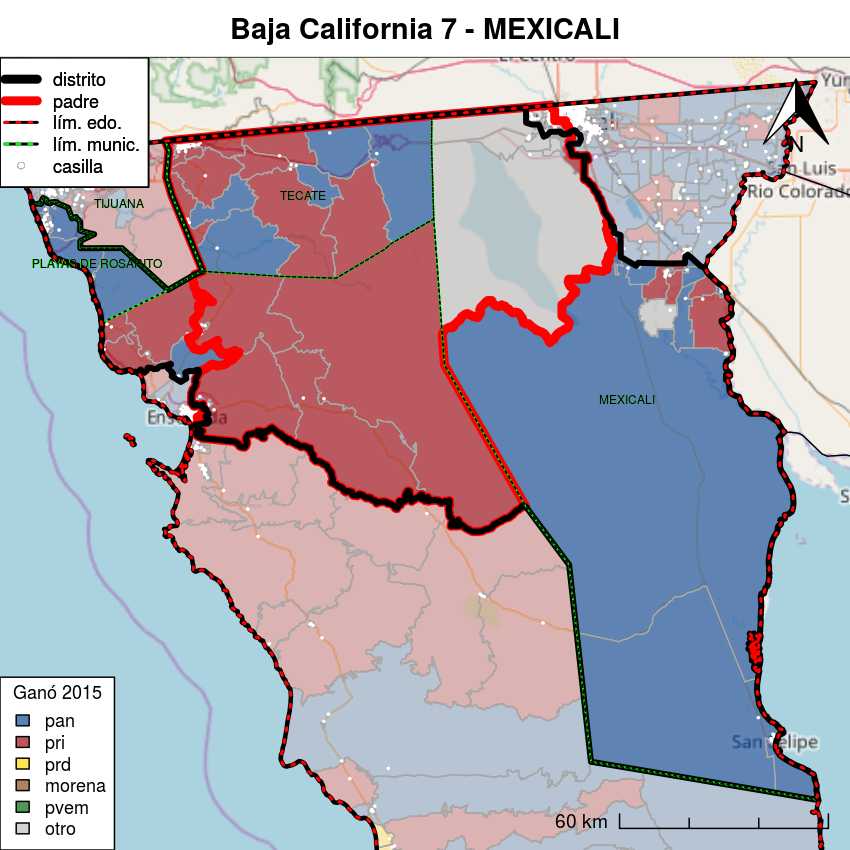 Baja California 7 - MEXICALI
El Centro
distrito
padre
lím. edo.
lím. munic.
casilla
N
San Luis
Rio Colorado
TECATE
TIJUANA
PLAYAS DE ROSARITO
MEXICALI
Ensenada
San Felipe
Ganó 2015
pan
pri
prd
morena
pvem
otro
60 km